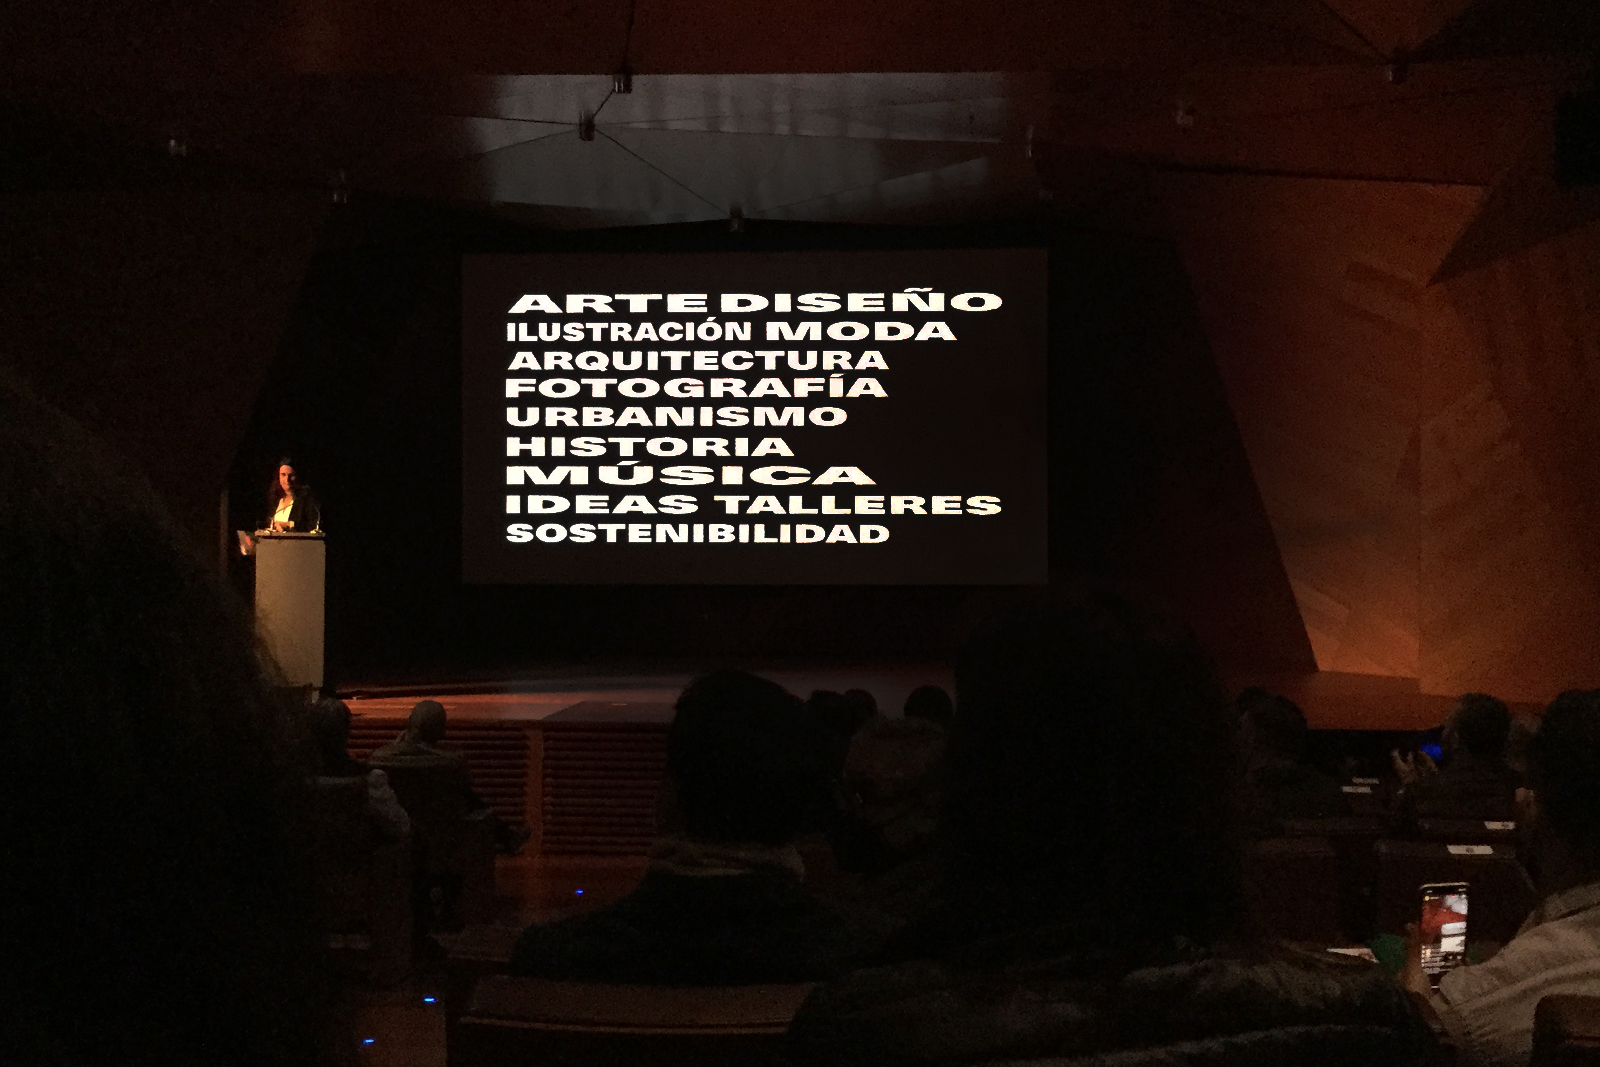 ARTE DISEÑO
ILUSTRACIÓN MODA
ARQUITECTURA
FOTOGRAFÍA
URBANISMO
HISTORIA
MÚSICA
IDEAS TALLERES
SOSTENIBILIDAD